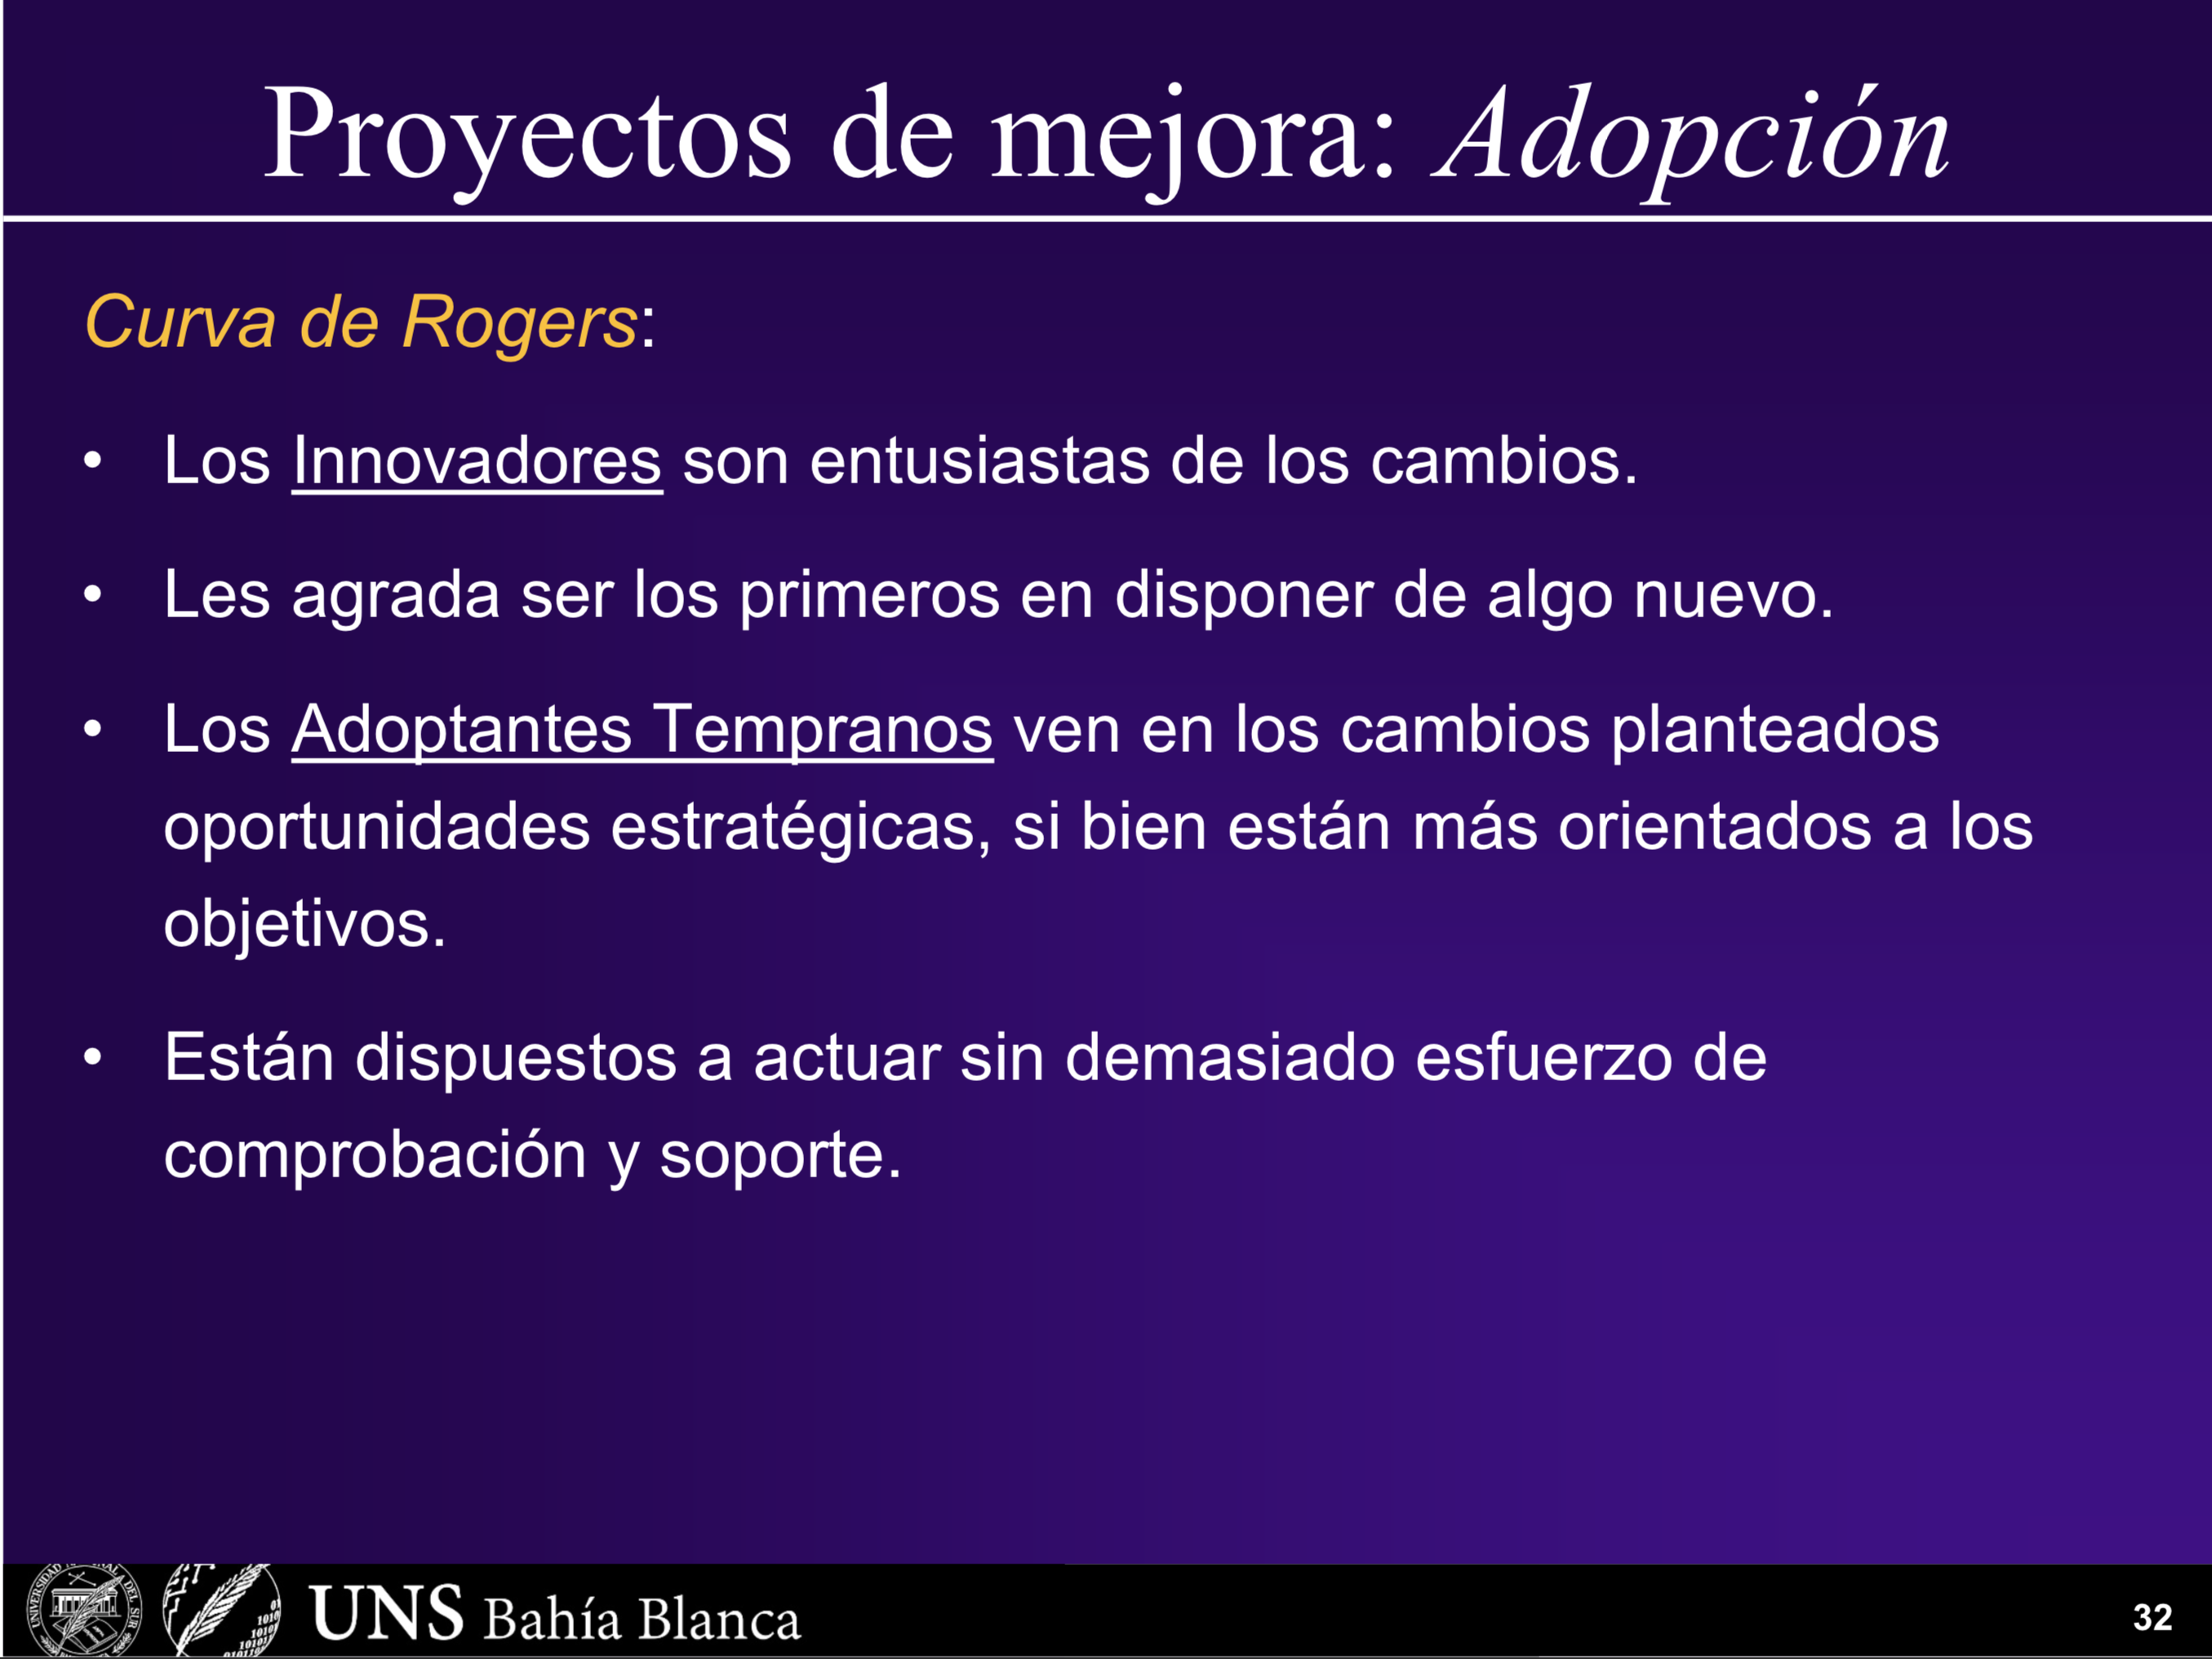 Proyectos de mejora: Adopción
Curva de Rogers:
• Los Innovadores son entusiastas de los cambios.
• Les agrada ser los primeros en disponer de algo nuevo.
• Los Adoptantes Tempranos ven en los cambios planteados
oportunidades estratégicas, si bien están más orientados a los
objetivos.
• Están dispuestos a actuar sin demasiado esfuerzo de
comprobación y soporte.
UNS Bahía Blanca
32